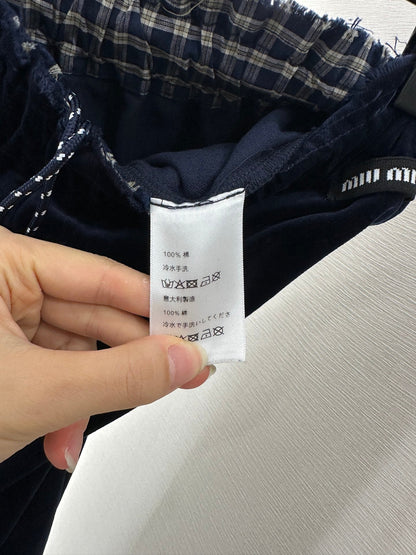 miu miu
100% 棉
冷水手洗
意大利製造
100% 綿
冷水で手洗いしてくださ